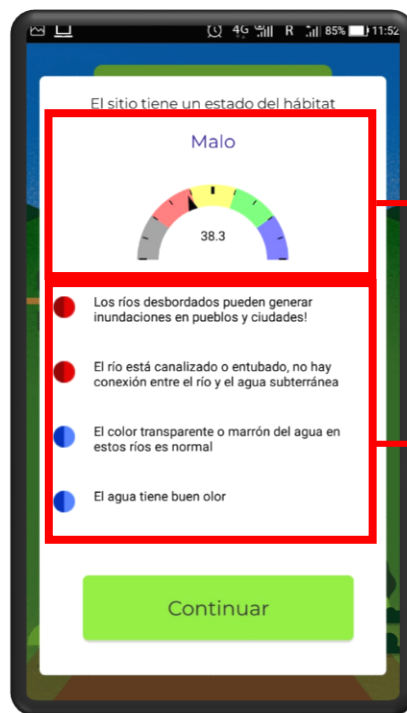 4G R 85% 11:52
El sitio tiene un estado del hábitat
Malo
38.3
Los ríos desbordados pueden generar
inundaciones en pueblos y ciudades!
El río está canalizado o entubado, no hay
conexión entre el río y el agua subterránea
El color transparente o marrón del agua en
estos ríos es normal
El agua tiene buen olor
Continuar